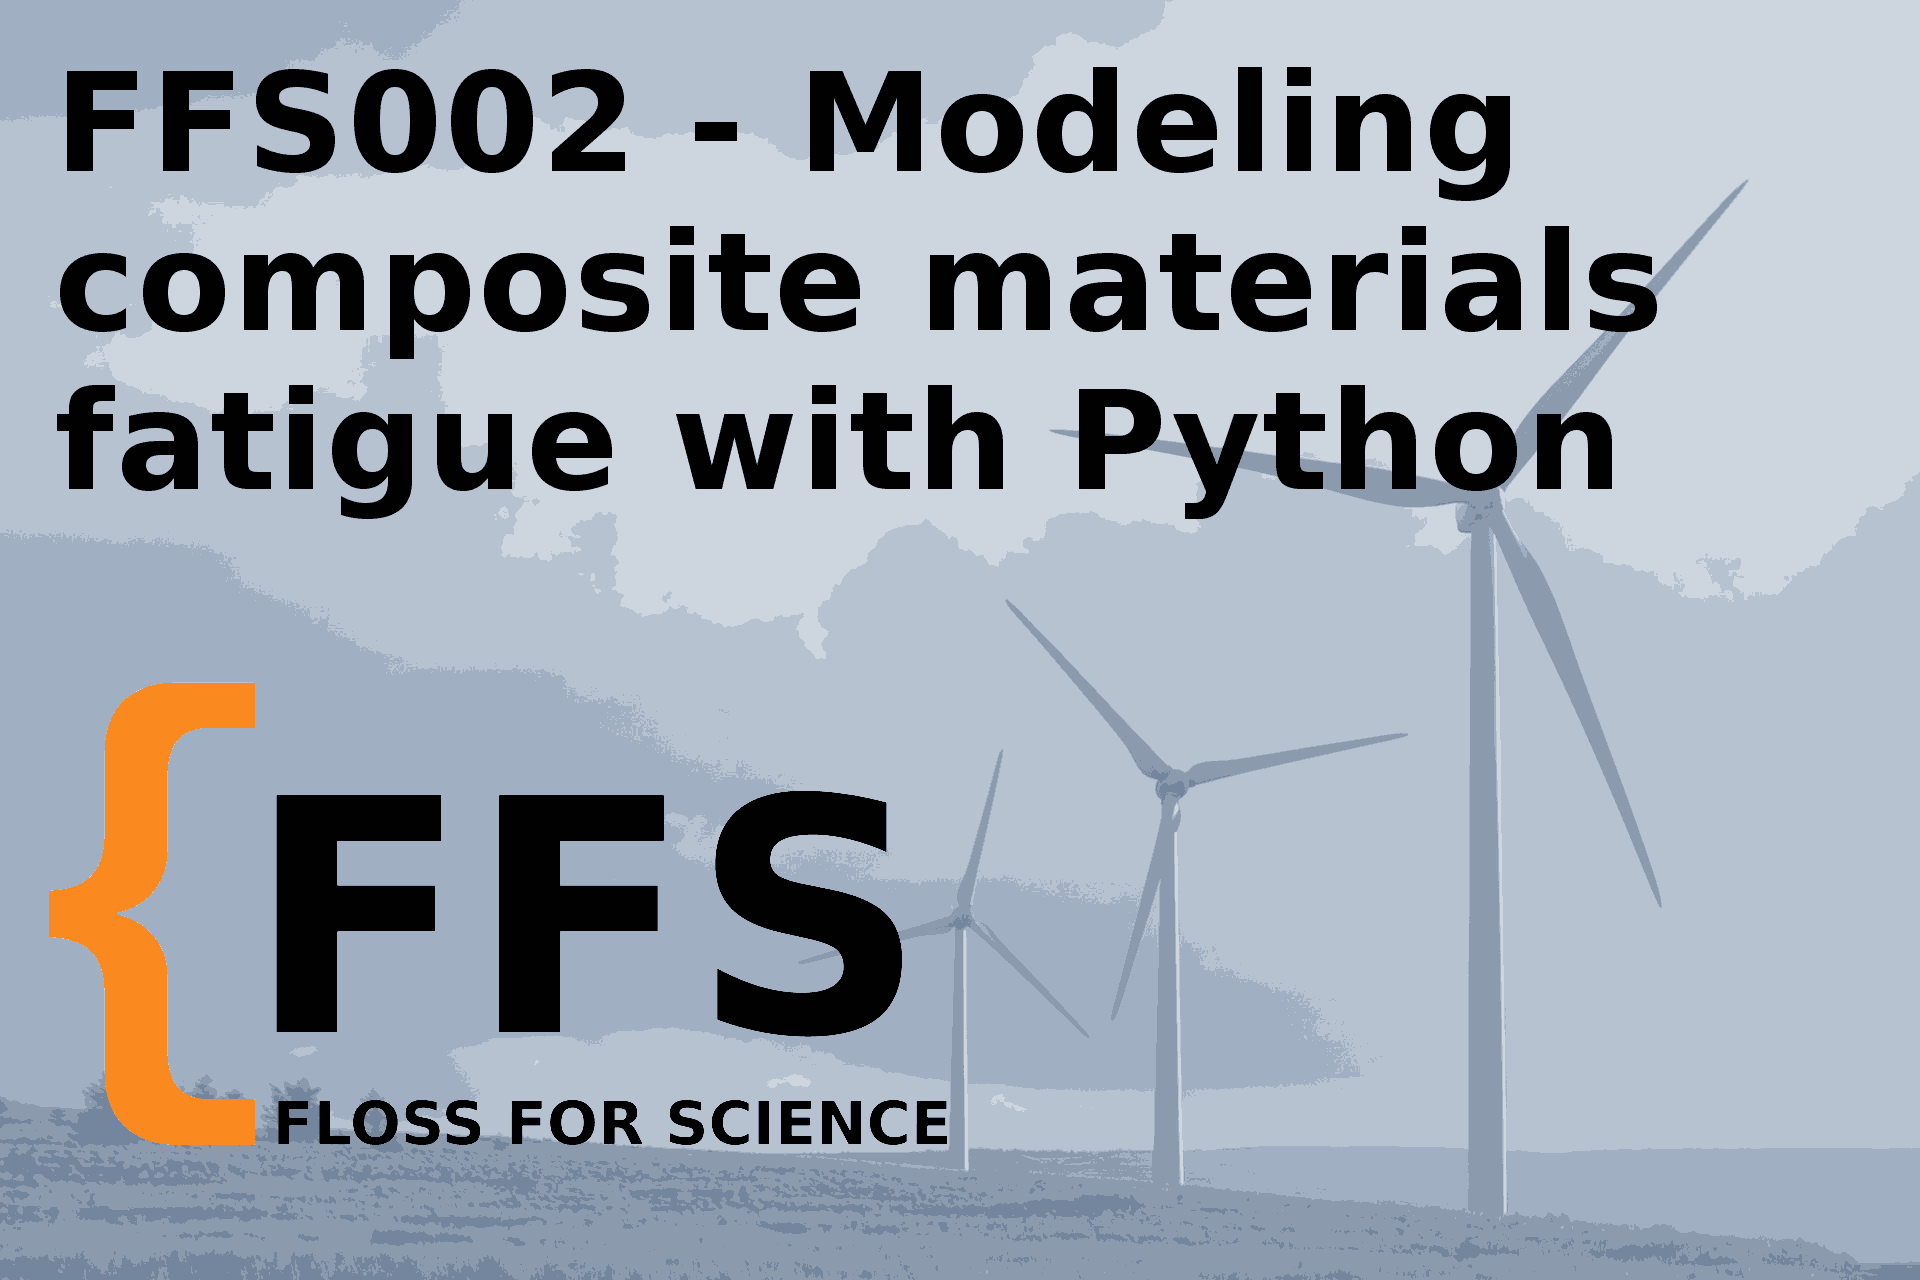 FFS002 - Modeling
composite materials
fatigue with Python
{FFS
FLOSS FOR SCIENCE